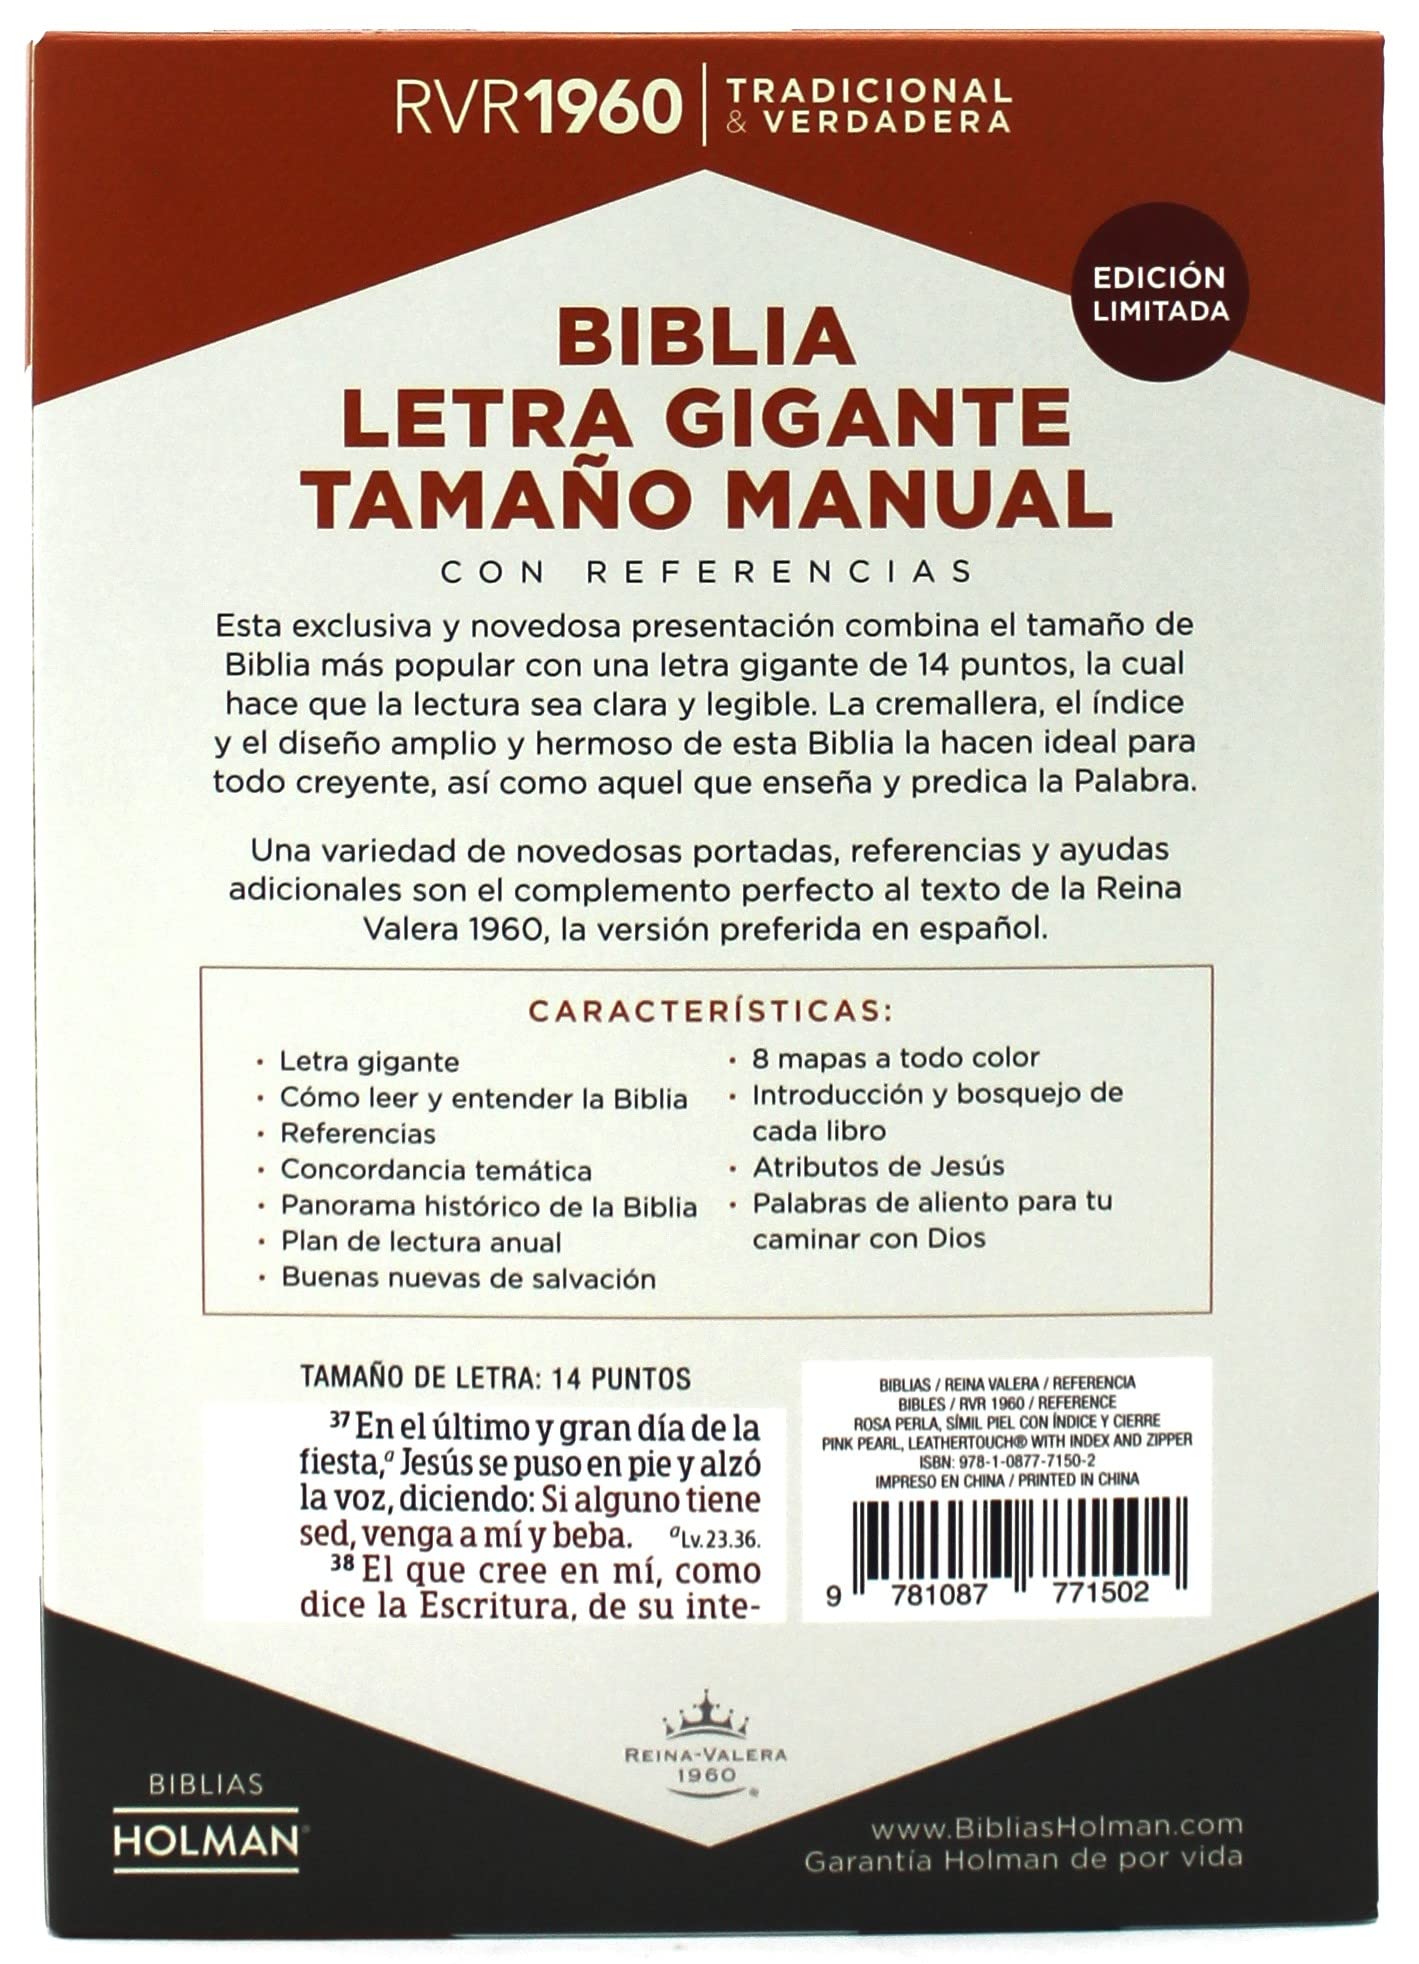 RVR1960
TRADICIONAL
& VERDADERA
EDICIÓN
LIMITADA
BIBLIA
LETRA GIGANTE
TAMAÑO MANUAL
CON REFERENCIAS
Esta exclusiva y novedosa presentación combina el tamaño de
Biblia más popular con una letra gigante de 14 puntos, la cual
hace que la lectura sea clara y legible. La cremallera, el índice
y el diseño amplio y hermoso de esta Biblia la hacen ideal para
todo creyente, así como aquel que enseña y predica la Palabra.
Una variedad de novedosas portadas, referencias y ayudas
adicionales son el complemento perfecto al texto de la Reina
Valera 1960, la versión preferida en español.
CARACTERÍSTICAS:
• Letra gigante
• Cómo leer y entender la Biblia
• Referencias
• Concordancia temática
• Panorama histórico de la Biblia
• Plan de lectura anual
• Buenas nuevas de salvación
• 8 mapas a todo color
• Introducción y bosquejo de
cada libro
• Atributos de Jesús
• Palabras de aliento para tu
caminar con Dios
TAMAÑO DE LETRA: 14 PUNTOS
37 En el último y gran día de la
fiesta,a Jesús se puso en pie y alzó
la voz, diciendo: Si alguno tiene
sed, venga a mí y beba. aLv. 23.36.
38 El que cree en mí, como
dice la Escritura, de su inte-
BIBLIAS / REINA VALERA / REFERENCIA
BIBLES / RVR 1960 / REFERENCE
ROSA PERLA, SÍMIL PIEL CON ÍNDICE Y CIERRE
PINK PEARL, LEATHERTOUCH® WITH INDEX AND ZIPPER
ISBN: 978-1-0877-7150-2
IMPRESO EN CHINA / PRINTED IN CHINA
9 781087 771502
REINA-VALERA
1960
®
BIBLIAS
HOLMAN®
www.BibliasHolman.com
Garantía Holman de por vida